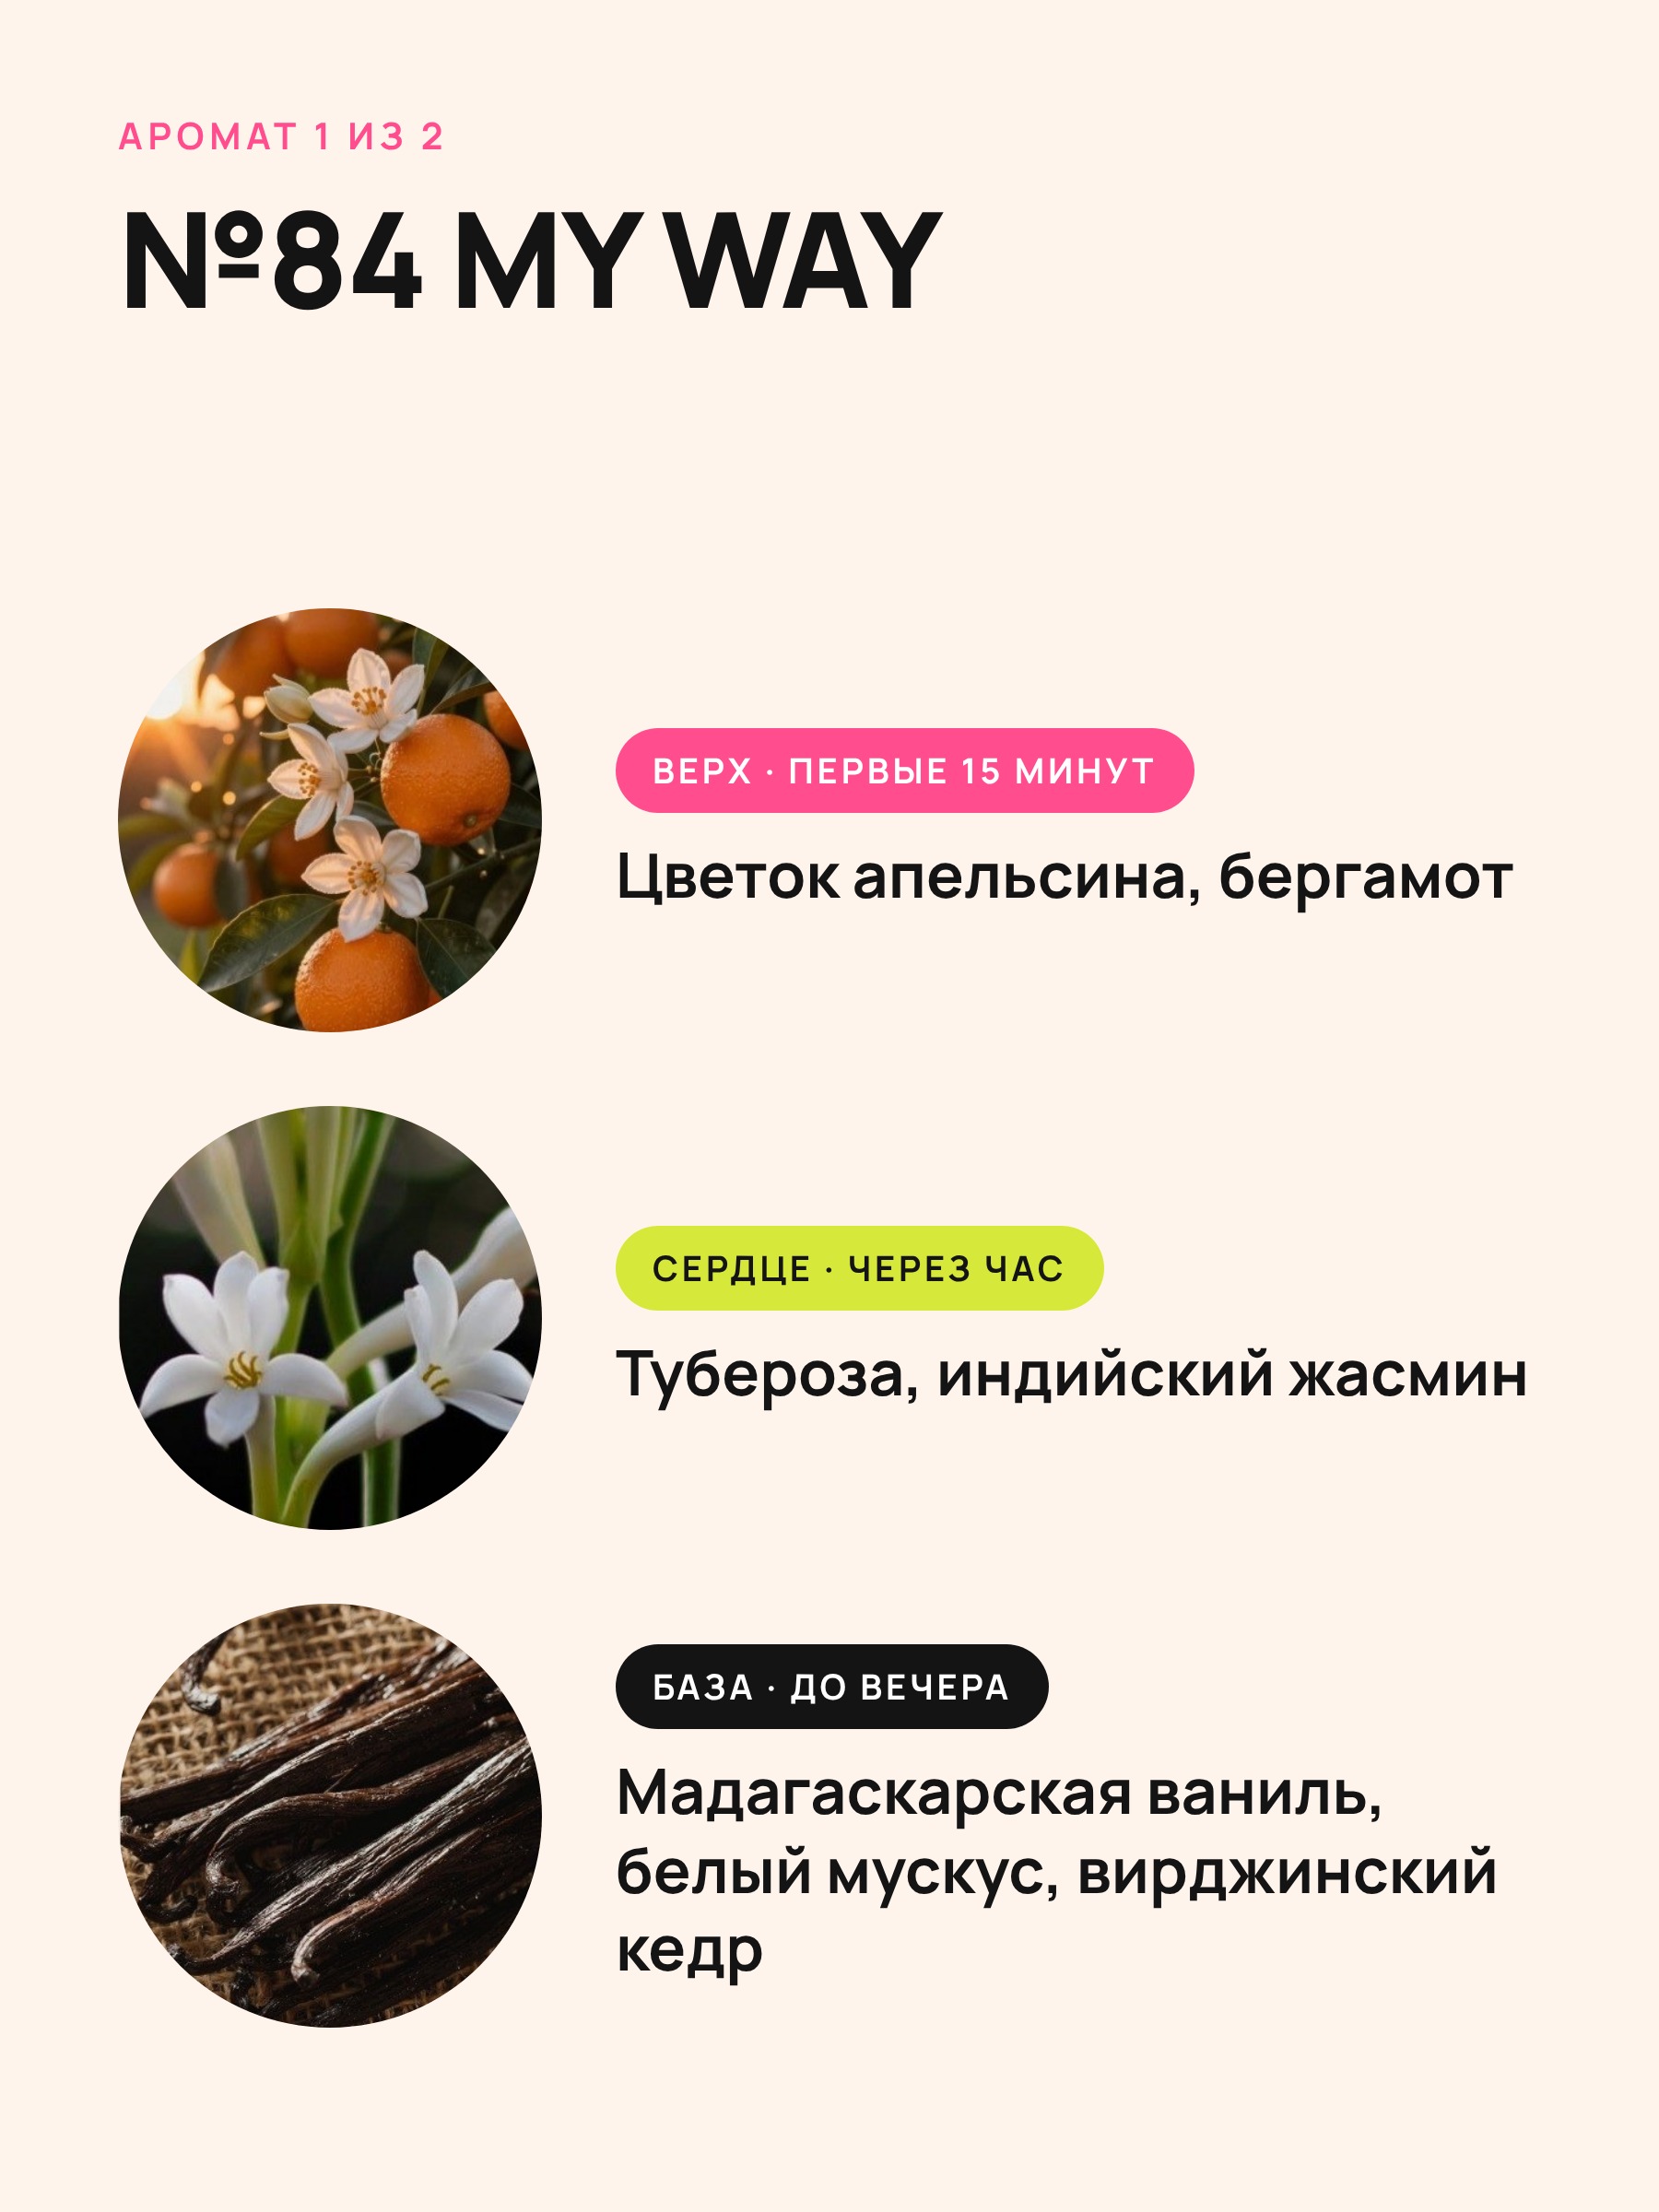 АРОМАТ 1 ИЗ 2
№84 MY WAY
ВЕРХ · ПЕРВЫЕ 15 МИНУТ
Цветок апельсина, бергамот
СЕРДЦЕ · ЧЕРЕЗ ЧАС
Тубероза, индийский жасмин
БАЗА · ДО ВЕЧЕРА
Мадагаскарская ваниль,
белый мускус, вирджинский
кедр